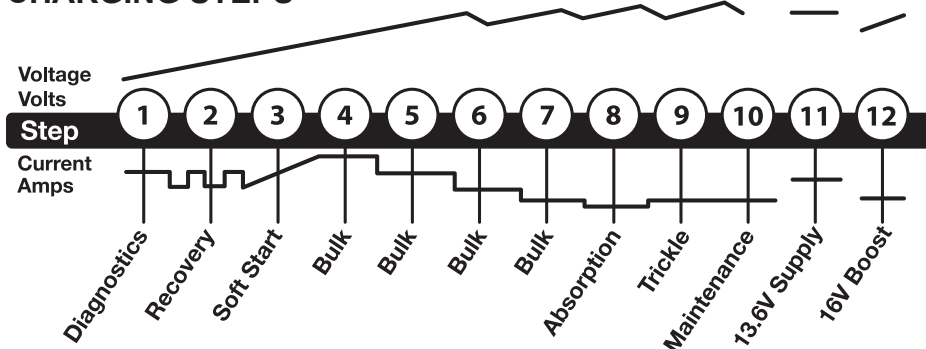 CHARGING STEPS
Voltage
Volts
Step
1 2 3 4 5 6 7 8 9 10 11 12
Current
Amps
Diagnostics
Recovery
Soft Start
Bulk
Bulk
Bulk
Bulk
Absorption
Trickle
Maintenance
13.6V Supply
16V Boost